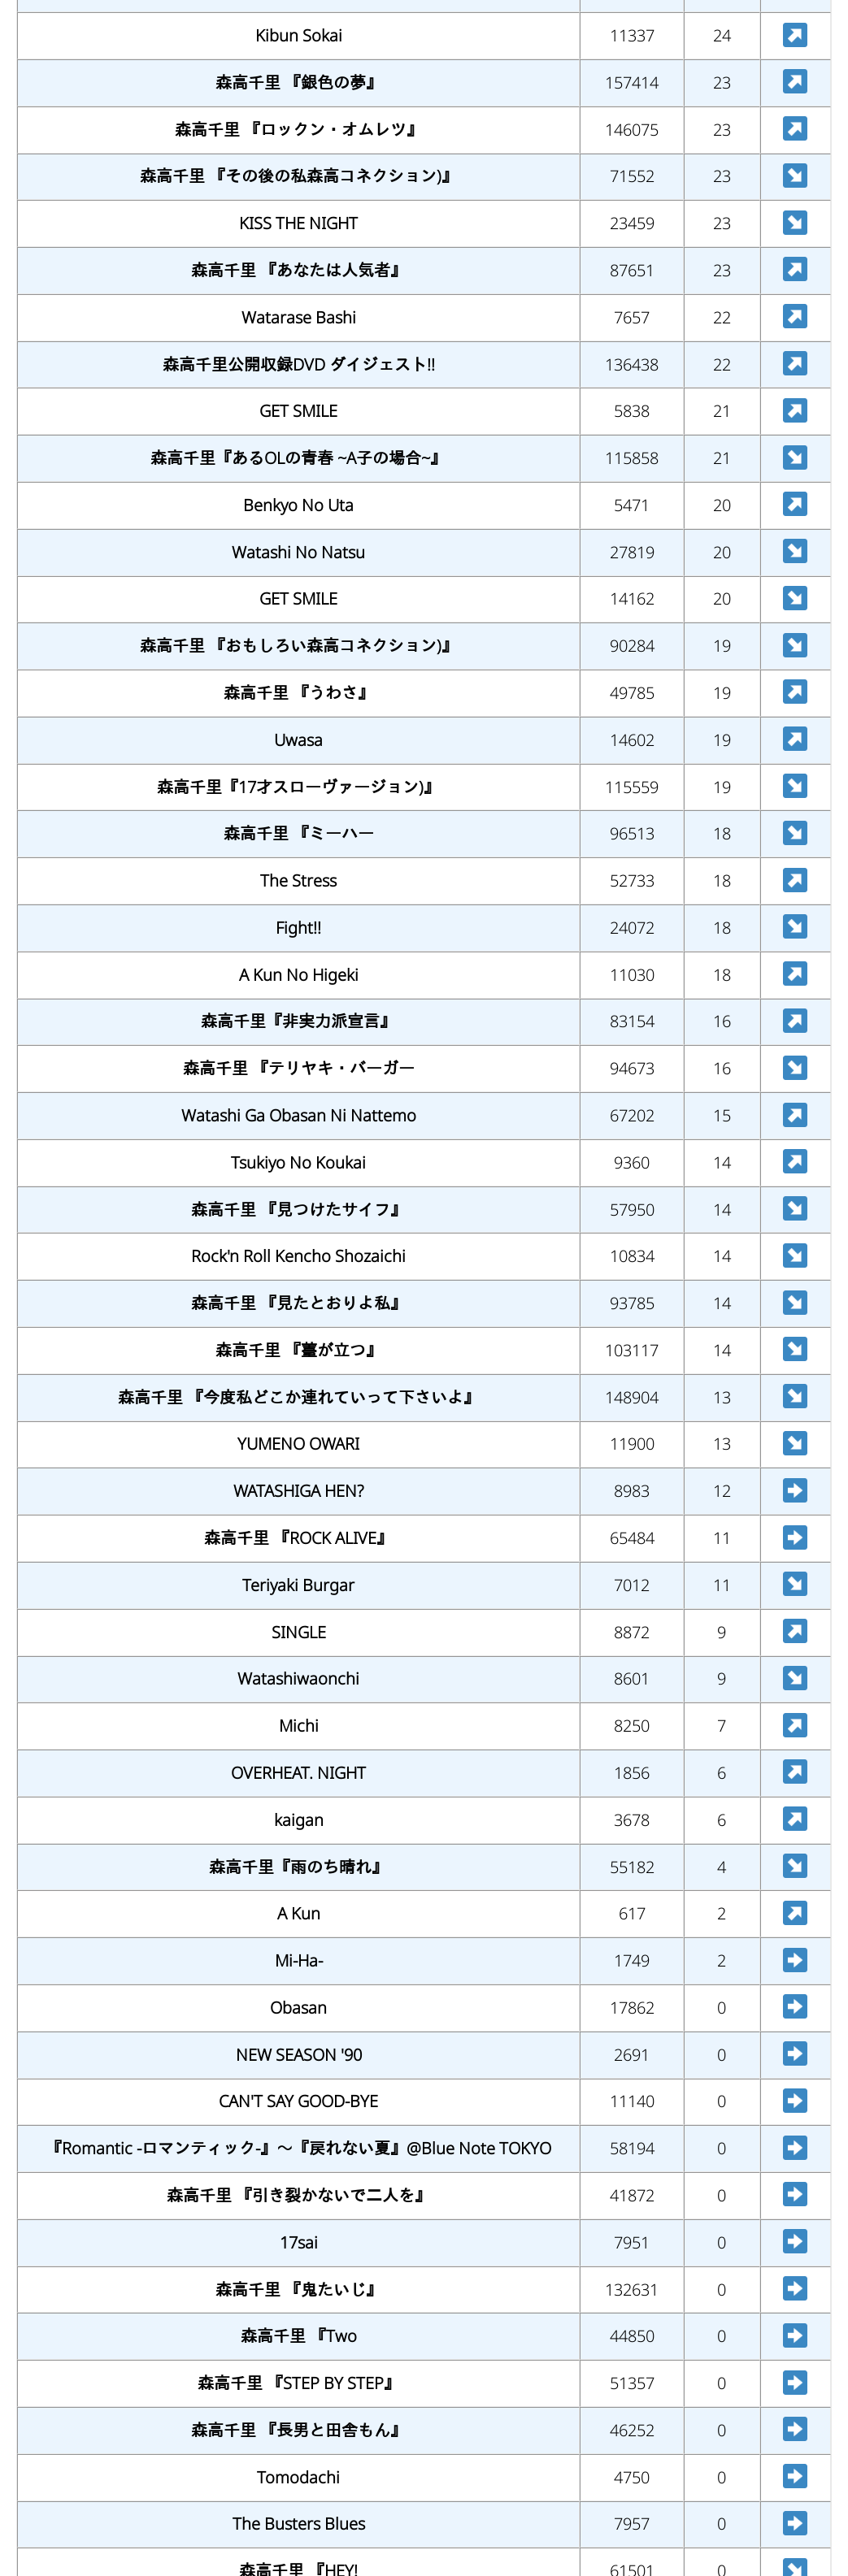 Kibun Sokai 11337 24
森高千里 『銀色の夢』 157414 23
森高千里 『ロックン・オムレツ』 146075 23
森高千里 『その後の私森高コネクション)』 71552 23
KISS THE NIGHT 23459 23
森高千里 『あなたは人気者』 87651 23
Watarase Bashi 7657 22
森高千里公開収録DVD ダイジェスト!! 136438 22
GET SMILE 5838 21
森高千里『あるOLの青春 ~A子の場合~』 115858 21
Benkyo No Uta 5471 20
Watashi No Natsu 27819 20
GET SMILE 14162 20
森高千里 『おもしろい森高コネクション)』 90284 19
森高千里 『うわさ』 49785 19
Uwasa 14602 19
森高千里『17才スローヴァージョン)』 115559 19
森高千里 『ミーハー 96513 18
The Stress 52733 18
Fight!! 24072 18
A Kun No Higeki 11030 18
森高千里『非実力派宣言』 83154 16
森高千里 『テリヤキ・バーガー 94673 16
Watashi Ga Obasan Ni Nattemo 67202 15
Tsukiyo No Koukai 9360 14
森高千里 『見つけたサイフ』 57950 14
Rock'n Roll Kencho Shozaichi 10834 14
森高千里 『見たとおりよ私』 93785 14
森高千里 『薹が立つ』 103117 14
森高千里 『今度私どこか連れていって下さいよ』 148904 13
YUMENO OWARI 11900 13
WATASHIGA HEN? 8983 12
森高千里 『ROCK ALIVE』 65484 11
Teriyaki Burgar 7012 11
SINGLE 8872 9
Watashiwaonchi 8601 9
Michi 8250 7
OVERHEAT. NIGHT 1856 6
kaigan 3678 6
森高千里『雨のち晴れ』 55182 4
A Kun 617 2
Mi-Ha- 1749 2
Obasan 17862 0
NEW SEASON '90 2691 0
CAN'T SAY GOOD-BYE 11140 0
『Romantic -ロマンティック-』～『戻れない夏』@Blue Note TOKYO 58194 0
森高千里 『引き裂かないで二人を』 41872 0
17sai 7951 0
森高千里 『鬼たいじ』 132631 0
森高千里 『Two 44850 0
森高千里 『STEP BY STEP』 51357 0
森高千里 『長男と田舎もん』 46252 0
Tomodachi 4750 0
The Busters Blues 7957 0
森高千里 『HEY! 61501 0